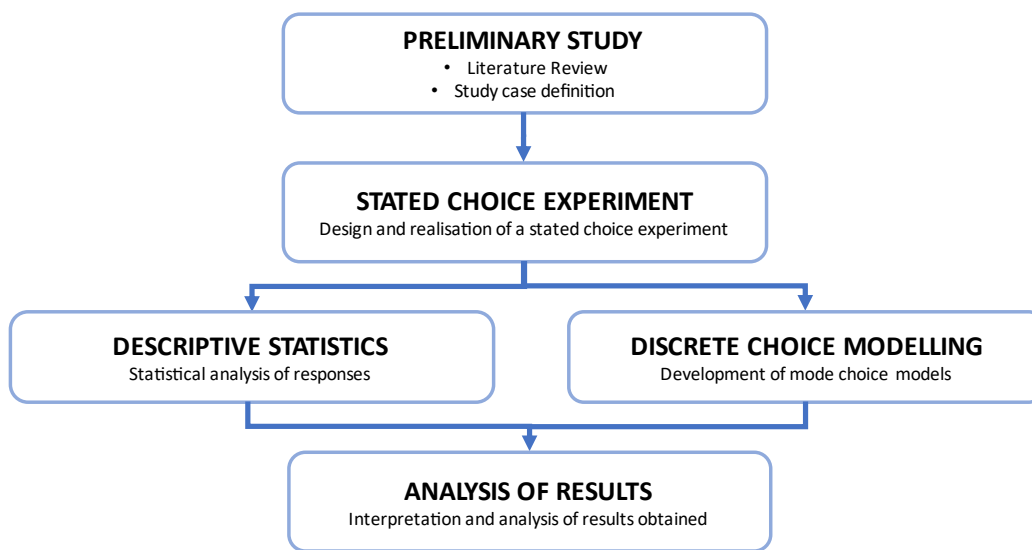 PRELIMINARY STUDY
• Literature Review
• Study case definition
STATED CHOICE EXPERIMENT
Design and realisation of a stated choice experiment
DESCRIPTIVE STATISTICS
Statistical analysis of responses
DISCRETE CHOICE MODELLING
Development of mode choice models
ANALYSIS OF RESULTS
Interpretation and analysis of results obtained